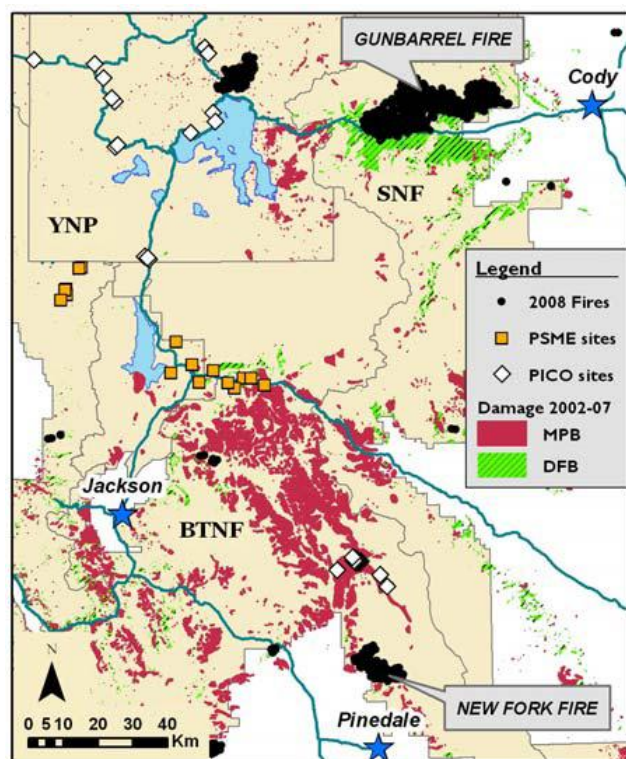 GUNBARREL FIRE
Cody
SNF
YNP
Legend
2008 Fires
PSME sites
PICO sites
Damage 2002-07
MPB
DFB
Jackson
BTNF
N
0 5 10 20 30 40
Km
NEW FORK FIRE
Pinedale